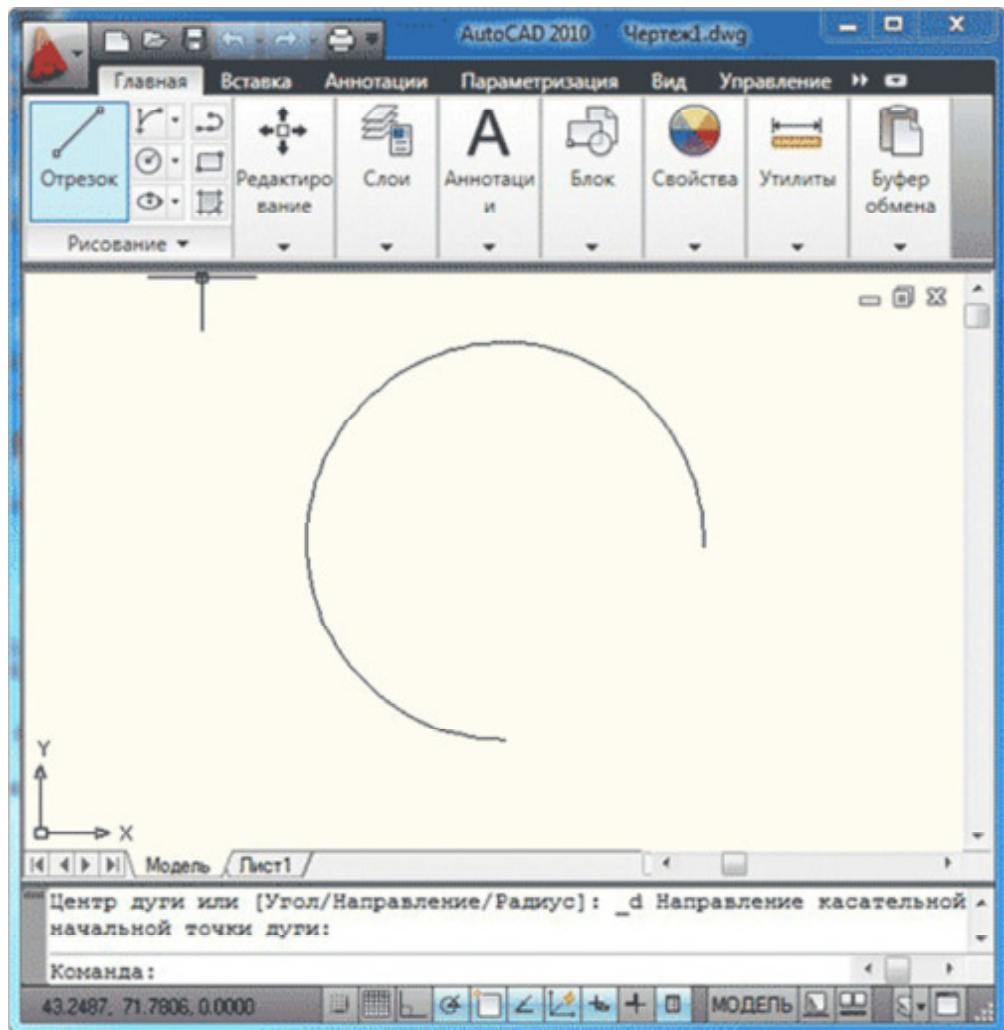 AutoCAD 2010 Чертеж1.dwg
Главная Вставка Аннотации Параметризация Вид Управление
Отрезок
Редактиро
вание
Слои
Аннотаци
и
Блок
Свойства
Утилиты
Буфер
обмена
Рисование
Y
X
Модель Лист1
Центр дуги или [Угол/Направление/Радиус]: _d Направление касательной
начальной точки дуги:
Команда:
43.2487, 71.7806, 0.0000 МОДЕЛЬ